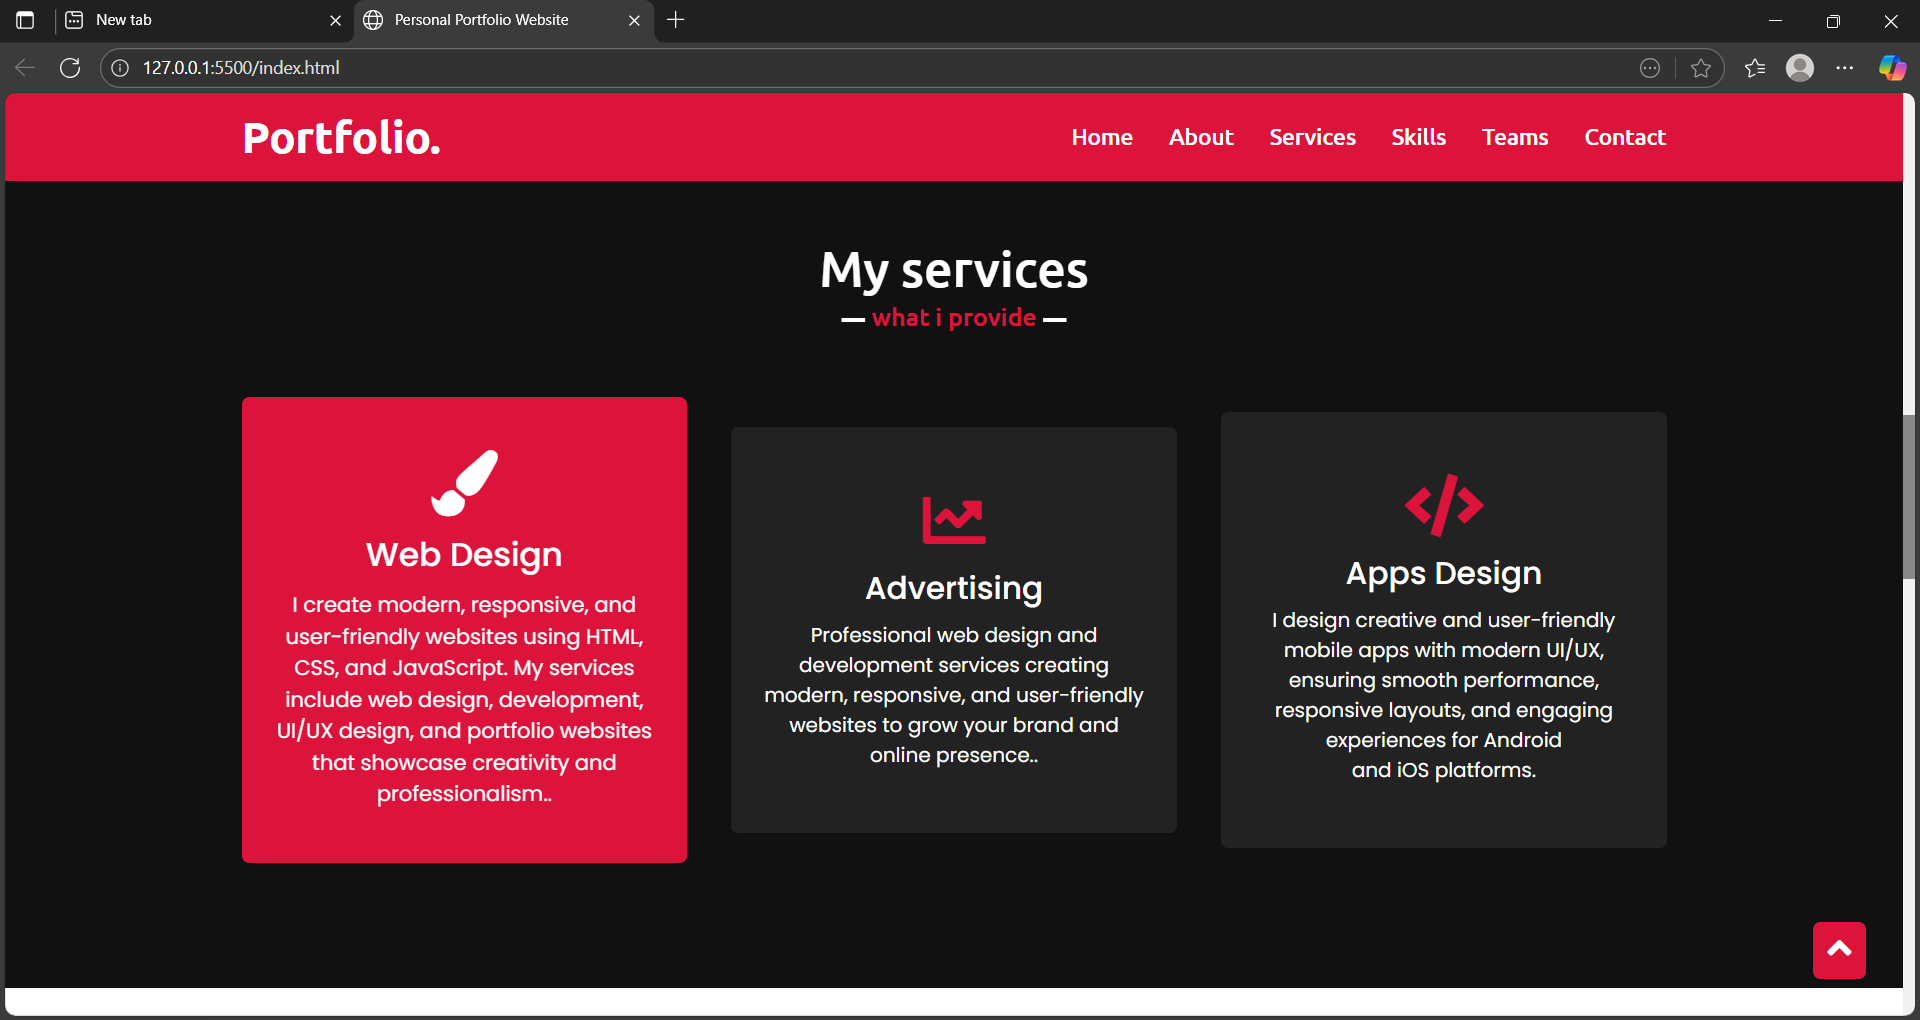 New tab
Personal Portfolio Website
127.0.0.1:5500/index.html
Portfolio.
Home About Services Skills Teams Contact
My services
what i provide
Web Design
I create modern, responsive, and
user-friendly websites using HTML,
CSS, and JavaScript. My services
include web design, development,
UI/UX design, and portfolio websites
that showcase creativity and
professionalism..
Advertising
Professional web design and
development services creating
modern, responsive, and user-friendly
websites to grow your brand and
online presence..
Apps Design
I design creative and user-friendly
mobile apps with modern UI/UX,
ensuring smooth performance,
responsive layouts, and engaging
experiences for Android
and iOS platforms.